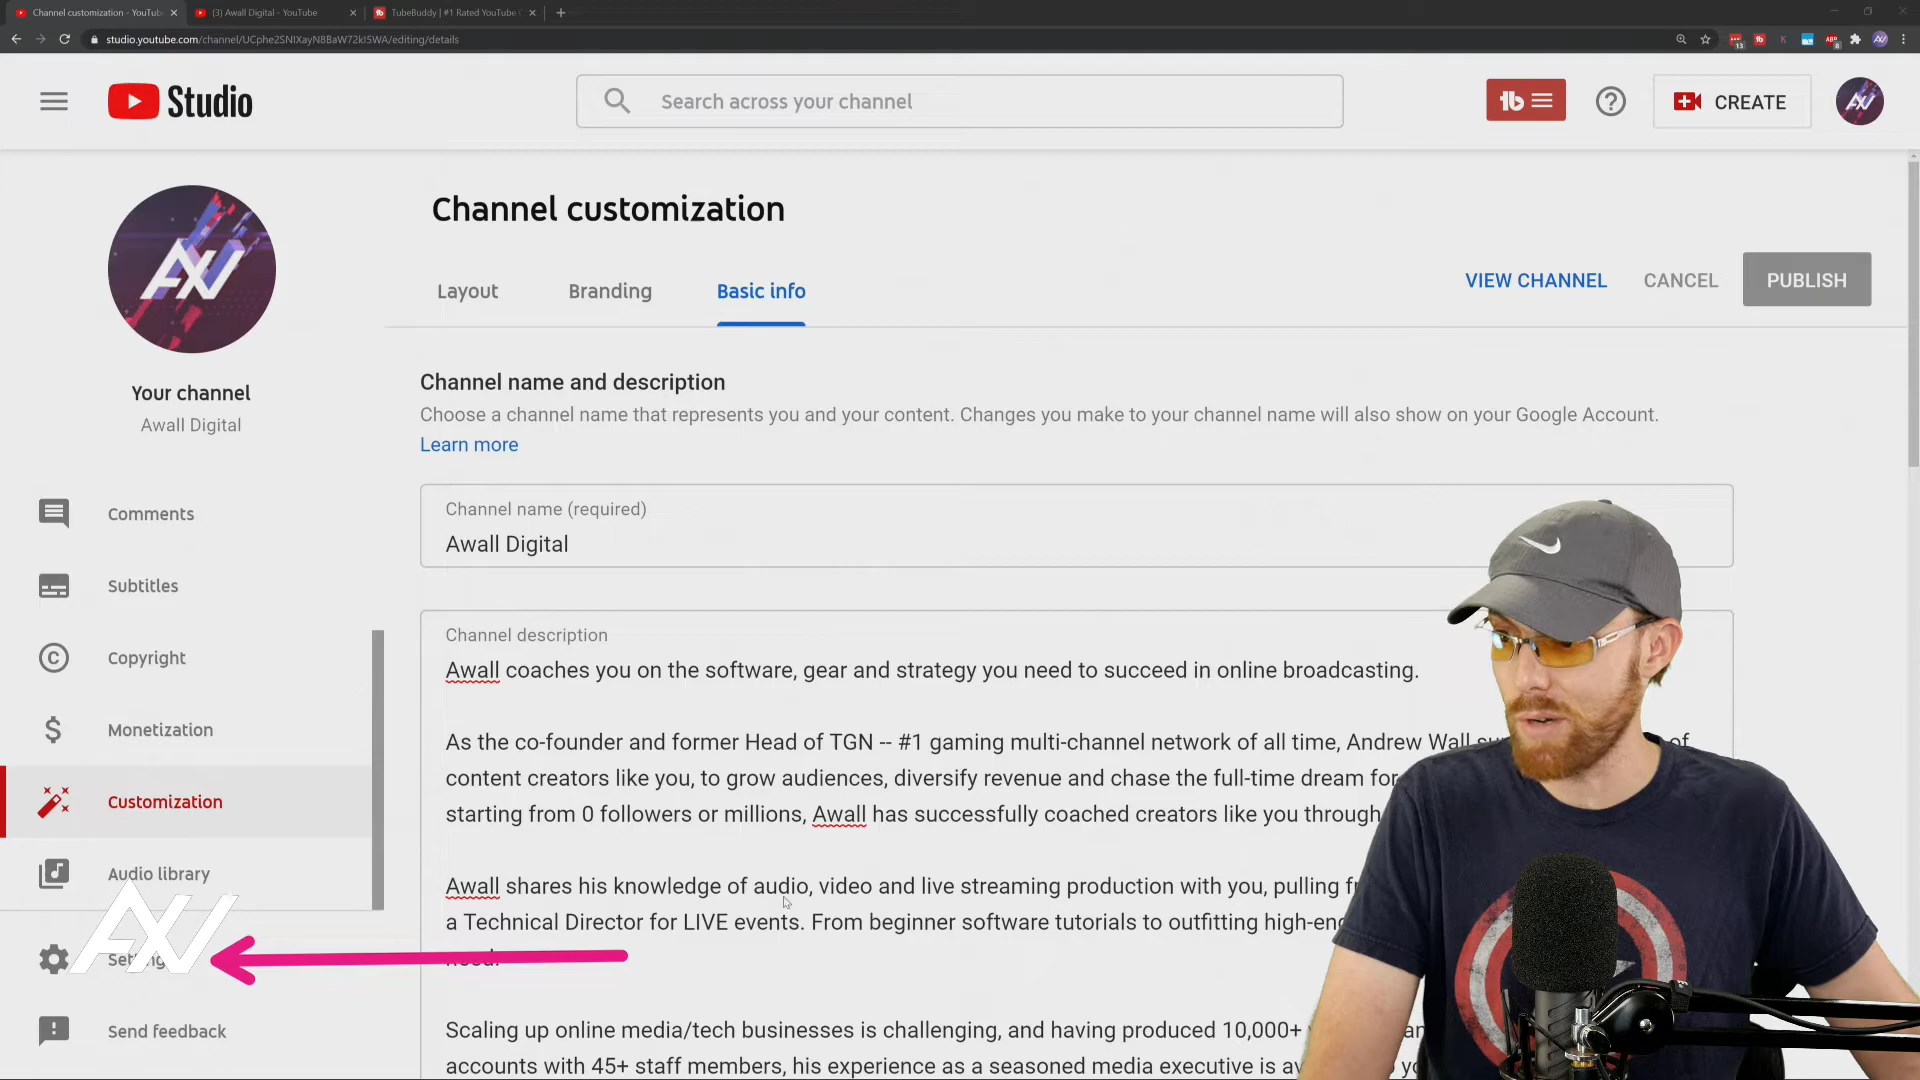 Channel customization - YouTub
(3) Awall Digital - YouTube
TubeBuddy | #1 Rated YouTube C
studio.youtube.com/channel/UCphe2SNIXayN8BaW72kI5WA/editing/details
13
8
Studio
Search across your channel
tb
CREATE
Channel customization
Layout
Branding
Basic info
VIEW CHANNEL
CANCEL
PUBLISH
Your channel
Awall Digital
Comments
Subtitles
Copyright
Monetization
Customization
Audio library
Send feedback
Channel name and description
Choose a channel name that represents you and your content. Changes you make to your channel name will also show on your Google Account.
Learn more
Channel name (required)
Awall Digital
Channel description
Awall coaches you on the software, gear and strategy you need to succeed in online broadcasting.
As the co-founder and former Head of TGN -- #1 gaming multi-channel network of all time, Andrew Wall of
content creators like you, to grow audiences, diversify revenue and chase the full-time dream for
starting from 0 followers or millions, Awall has successfully coached creators like you through
Awall shares his knowledge of audio, video and live streaming production with you, pulling
a Technical Director for LIVE events. From beginner software tutorials to outfitting
Scaling up online media/tech businesses is challenging, and having produced 10,000+
accounts with 45+ staff members, his experience as a seasoned media executive is